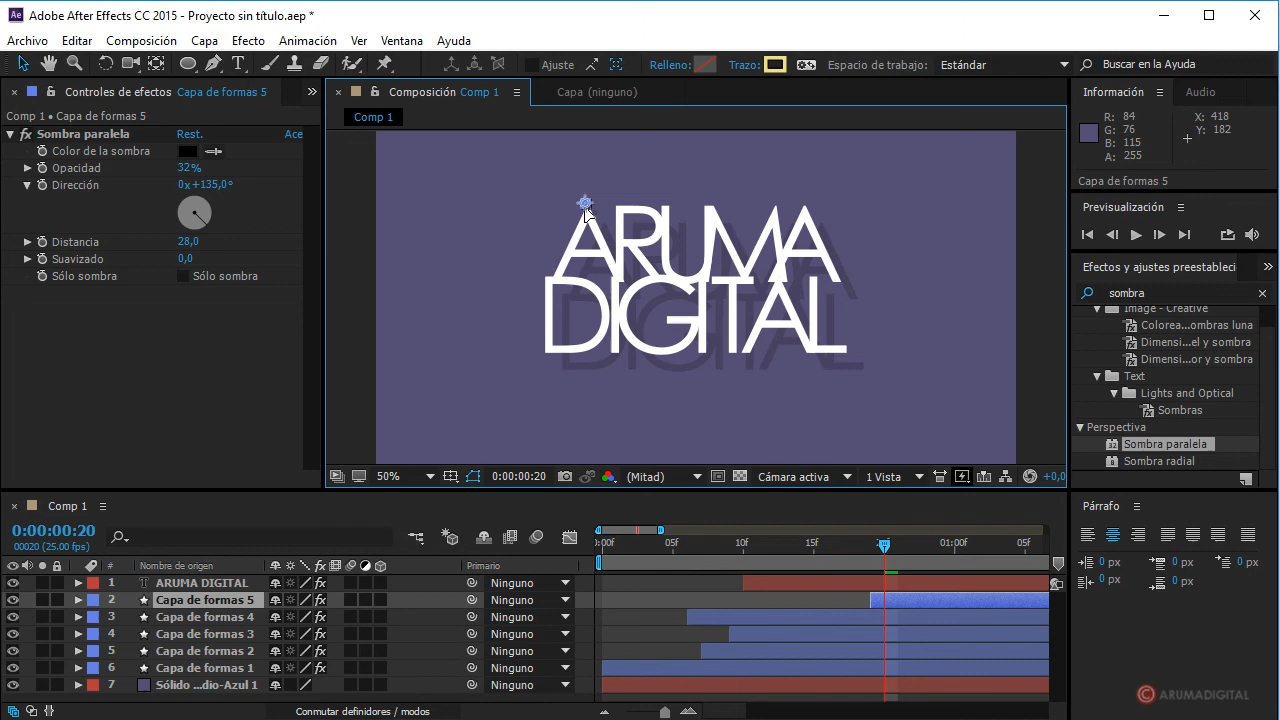 Adobe After Effects CC 2015 - Proyecto sin título.aep *
Archivo Editar Composición Capa Efecto Animación Ver Ventana Ayuda
Ajuste Relleno: Trazo: Espacio de trabajo: Estándar Buscar en la Ayuda
Controles de efectos Capa de formas 5
Composición Comp 1
Capa (ninguno)
Información
Audio
Comp 1 • Capa de formas 5
Comp 1
Sombra paralela Rest. Ace
Color de la sombra
Opacidad 32%
Dirección 0x+135,0°
Distancia 28,0
Suavizado 0,0
Sólo sombra Sólo sombra
ARUMA
DIGITAL
R: 84
G: 76
B: 115
A: 255
X: 418
Y: 182
Capa de formas 5
Previsualización
Efectos y ajustes preestableci
sombra
Image - Creative
Colorea...ombras luna
Dimensi...el y sombra
Dimensi...or y sombra
Text
Lights and Optical
Sombras
Perspectiva
32 Sombra paralela
8 Sombra radial
50% 0:00:00:20 (Mitad) Cámara activa 1 Vista +0,0
Comp 1
0:00:00:20
00020 (25.00 fps)
05f 10f 15f 01:00f 05f
# Nombre de origen Primario
1 T ARUMA DIGITAL Ninguno
2 Capa de formas 5 Ninguno
3 Capa de formas 4 Ninguno
4 Capa de formas 3 Ninguno
5 Capa de formas 2 Ninguno
6 Capa de formas 1 Ninguno
7 Sólido ...dio-Azul 1 Ninguno
Conmutar definidores / modos
Párrafo
0 px 0 px 0 px
0 px 0 px
© ARUMADIGITAL